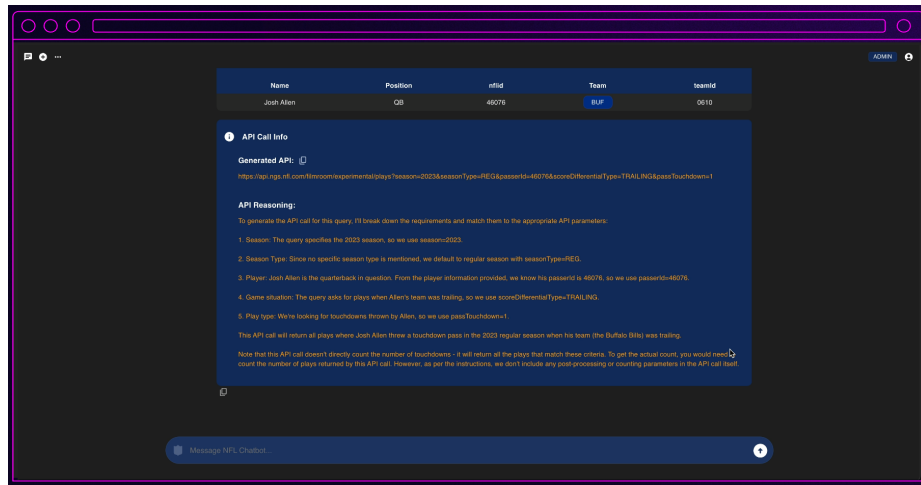 ADMIN
Name Position nflid Team teamId
Josh Allen QB 46076 BUF 0610
API Call Info
Generated API:
https://api.ngs.nfl.com/filmroom/experimental/plays?season=2023&seasonType=REG&passerId=46076&scoreDifferentialType=TRAILING&passTouchdown=1
API Reasoning:
To generate the API call for this query, I'll break down the requirements and match them to the appropriate API parameters:
1. Season: The query specifies the 2023 season, so we use season=2023.
2. Season Type: Since no specific season type is mentioned, we default to regular season with seasonType=REG.
3. Player: Josh Allen is the quarterback in question. From the player information provided, we know his passerId is 46076, so we use passerId=46076.
4. Game situation: The query asks for plays when Allen's team was trailing, so we use scoreDifferentialType=TRAILING.
5. Play type: We're looking for touchdowns thrown by Allen, so we use passTouchdown=1.
This API call will return all plays where Josh Allen threw a touchdown pass in the 2023 regular season when his team (the Buffalo Bills) was trailing.
Note that this API call doesn't directly count the number of touchdowns - it will return all the plays that match these criteria. To get the actual count, you would need
count the number of plays returned by this API call. However, as per the instructions, we don't include any post-processing or counting parameters in the API call itself.
Message NFL Chatbot...